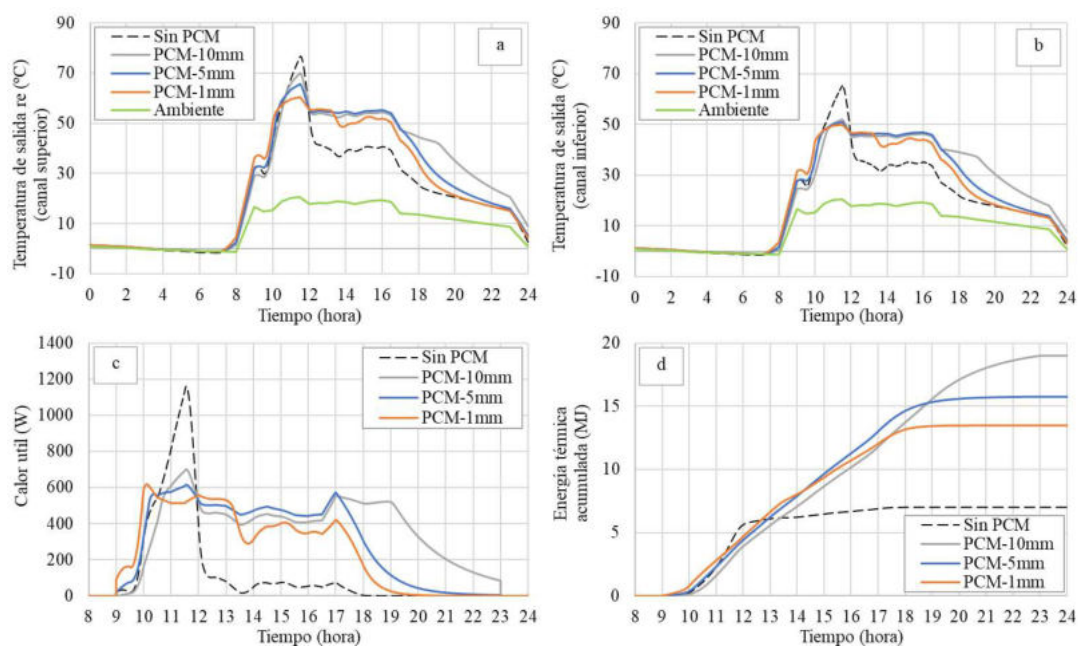 a
Sin PCM
PCM-10mm
PCM-5mm
PCM-1mm
Ambiente
Temperatura de salida re (ºC)
(canal superior)
90
70
50
30
10
-10
0 2 4 6 8 10 12 14 16 18 20 22 24
Tiempo (hora)
b
Sin PCM
PCM-10mm
PCM-5mm
PCM-1mm
Ambiente
Temperatura de salida (ºC)
(canal inferior)
90
70
50
30
10
-10
0 2 4 6 8 10 12 14 16 18 20 22 24
Tiempo (hora)
c
Sin PCM
PCM-10mm
PCM-5mm
PCM-1mm
Calor util (W)
1400
1200
1000
800
600
400
200
0
8 9 10 11 12 13 14 15 16 17 18 19 20 21 22 23 24
Tiempo (hora)
d
Energía térmica
acumulada (MJ)
20
15
10
5
0
Sin PCM
PCM-10mm
PCM-5mm
PCM-1mm
8 9 10 11 12 13 14 15 16 17 18 19 20 21 22 23 24
Tiempo (hora)